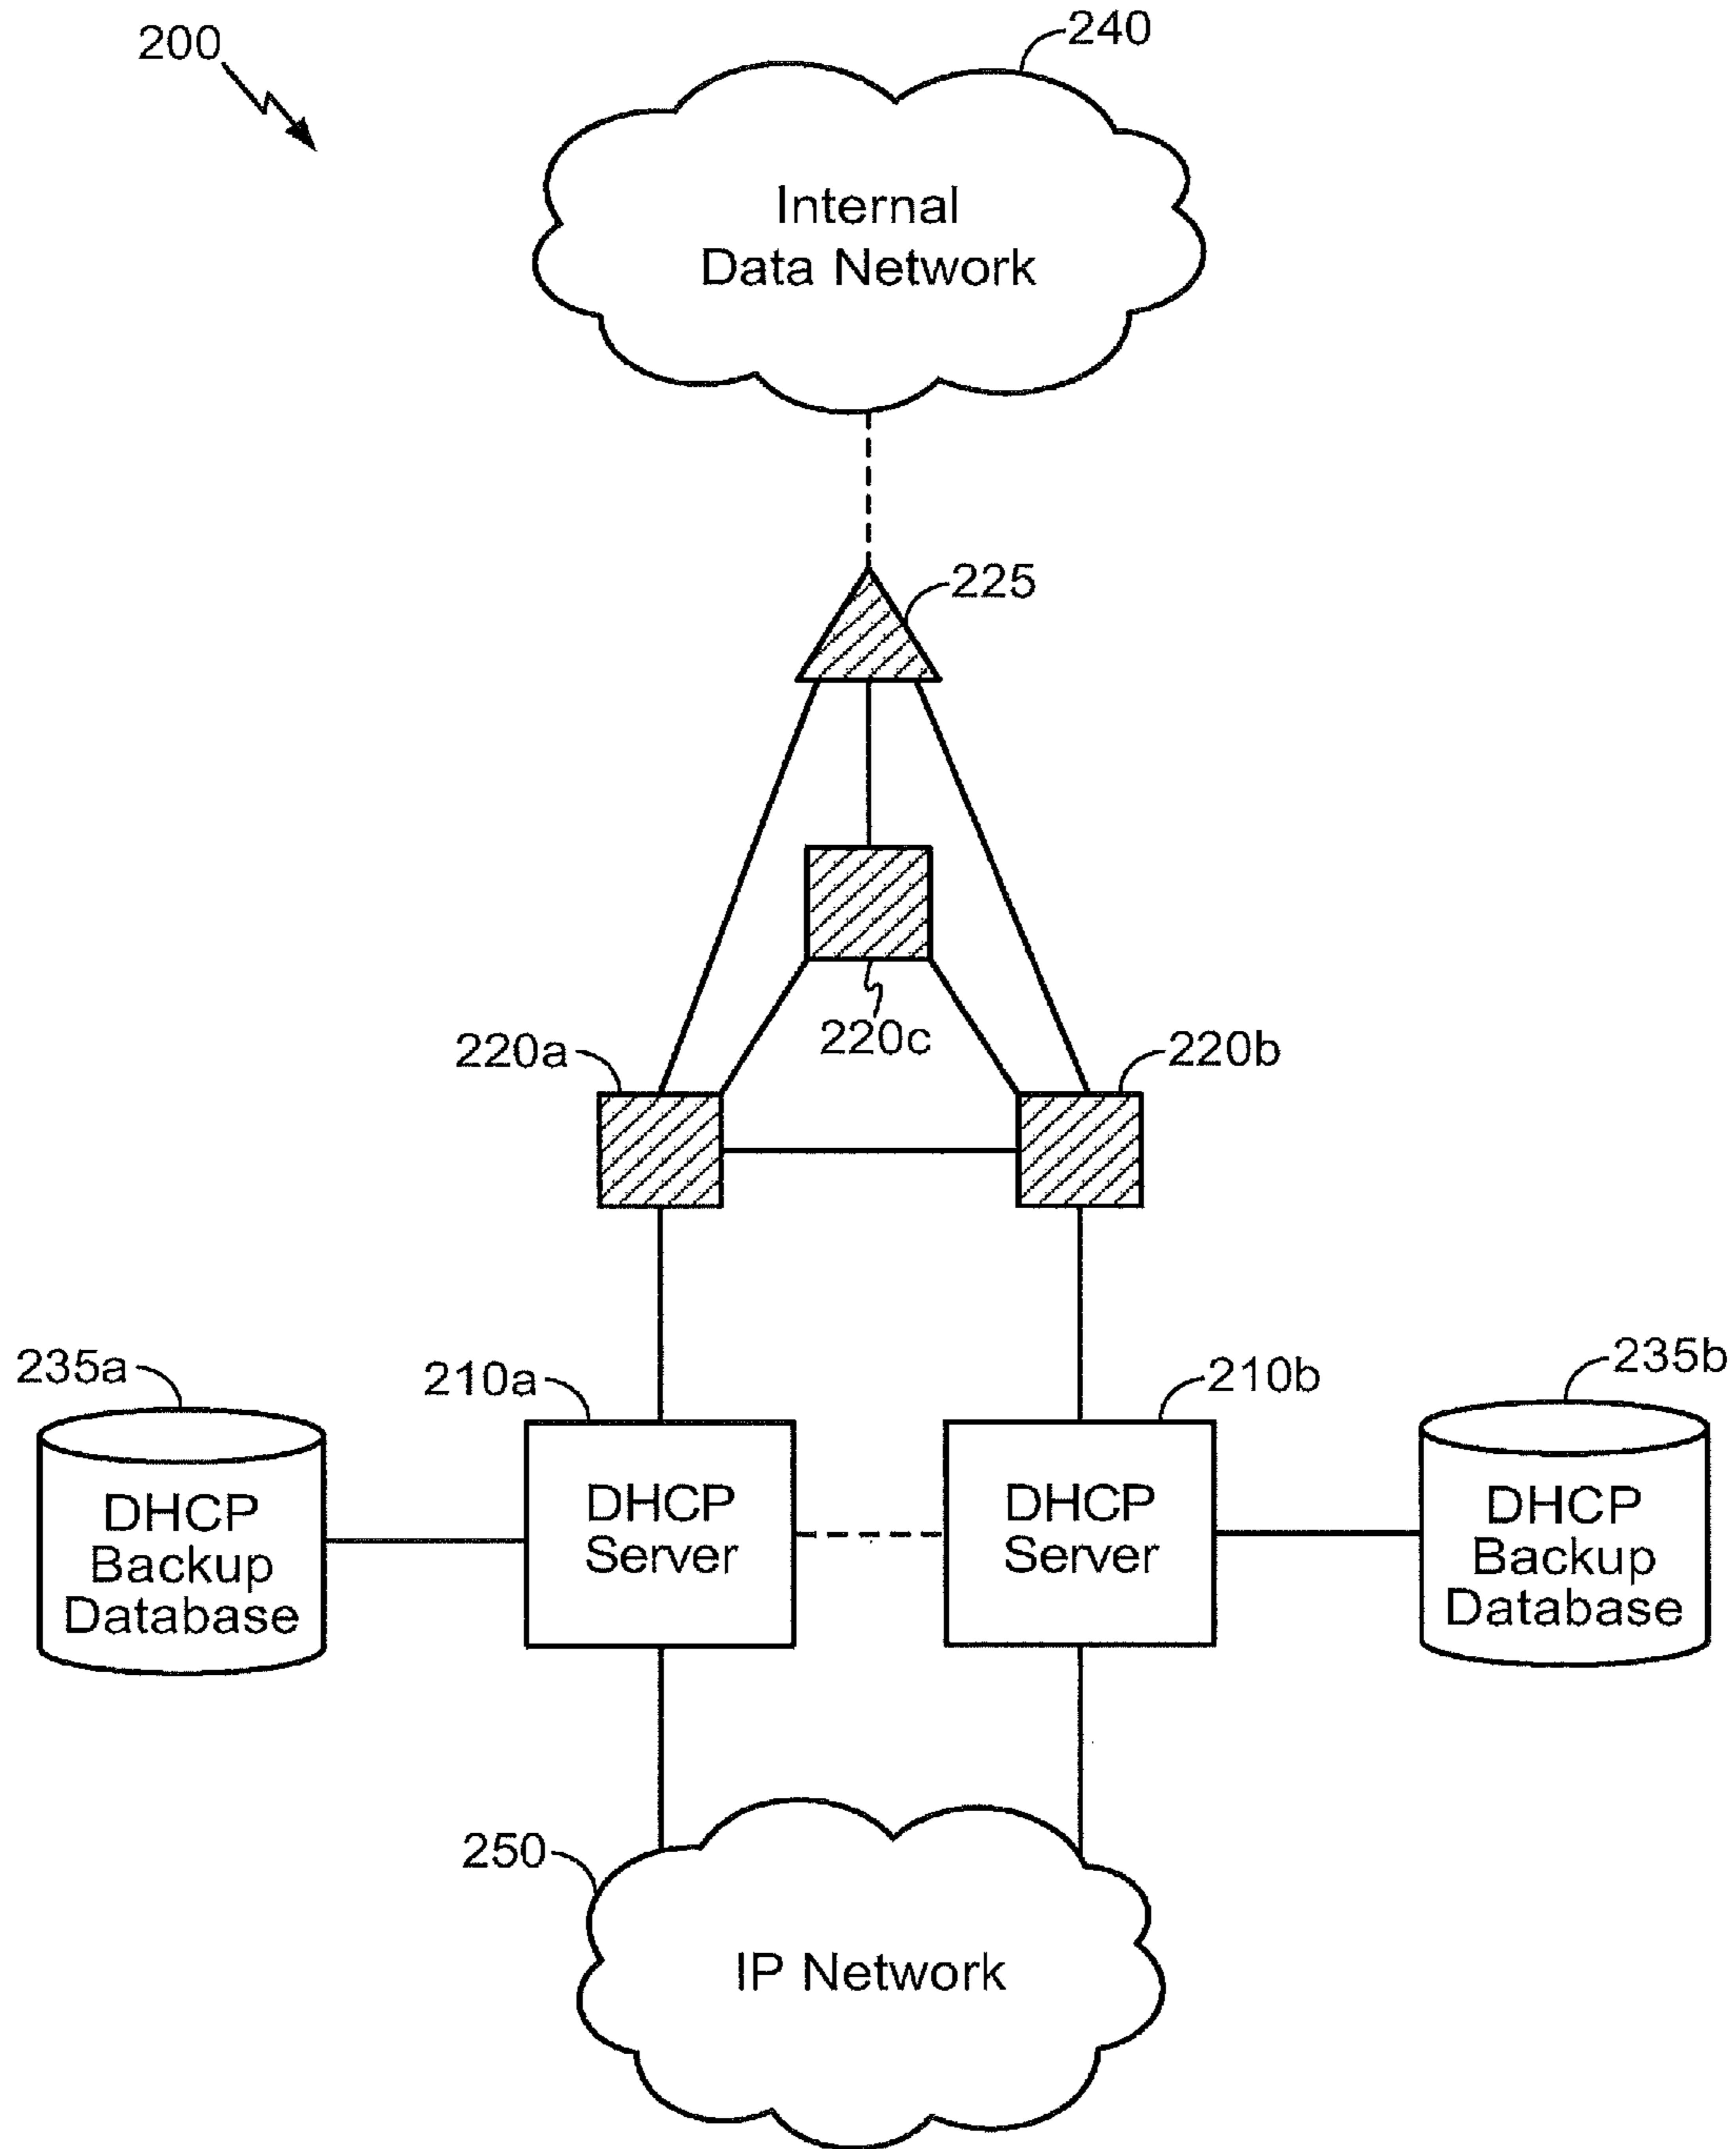 200
240
Internal
Data Network
225
220c
220a
220b
235a
210a
210b
235b
DHCP
Backup
Database
DHCP
Server
DHCP
Server
DHCP
Backup
Database
250
IP Network